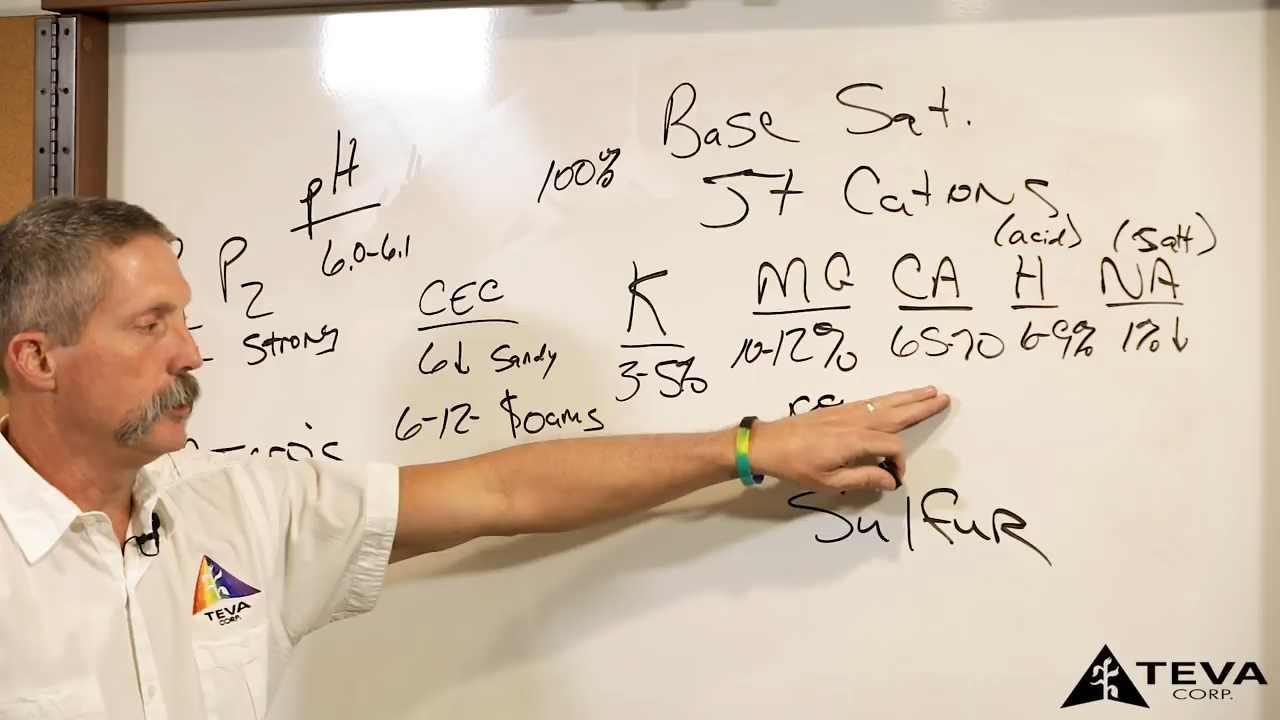 Base Sat.
100%
5+ Cations
pH
6.0-6.1
(acid) (Salt)
P2
Strong
CEC
6↓ Sandy
6-12- loams
K
3-5%
MG
10-12%
CA
65-70
H
6-9%
NA
1%↓
Sulfur
TEVA
CORP.
TEVA
CORP.